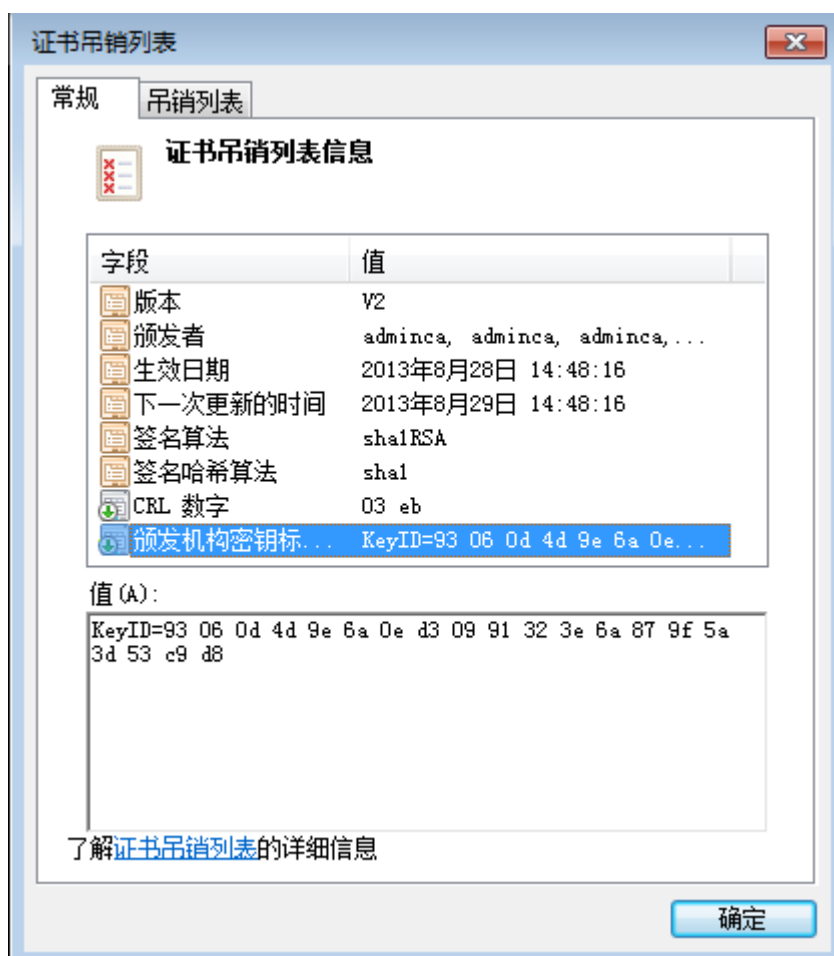 证书吊销列表
常规 吊销列表
证书吊销列表信息
字段 值
版本 V2
颁发者 adminca, adminca, adminca,...
生效日期 2013年8月28日 14:48:16
下一次更新的时间 2013年8月29日 14:48:16
签名算法 sha1RSA
签名哈希算法 sha1
CRL 数字 03 eb
颁发机构密钥标... KeyID=93 06 0d 4d 9e 6a 0e...
值(A):
KeyID=93 06 0d 4d 9e 6a 0e d3 09 91 32 3e 6a 87 9f 5a
3d 53 c9 d8
了解证书吊销列表的详细信息
确定